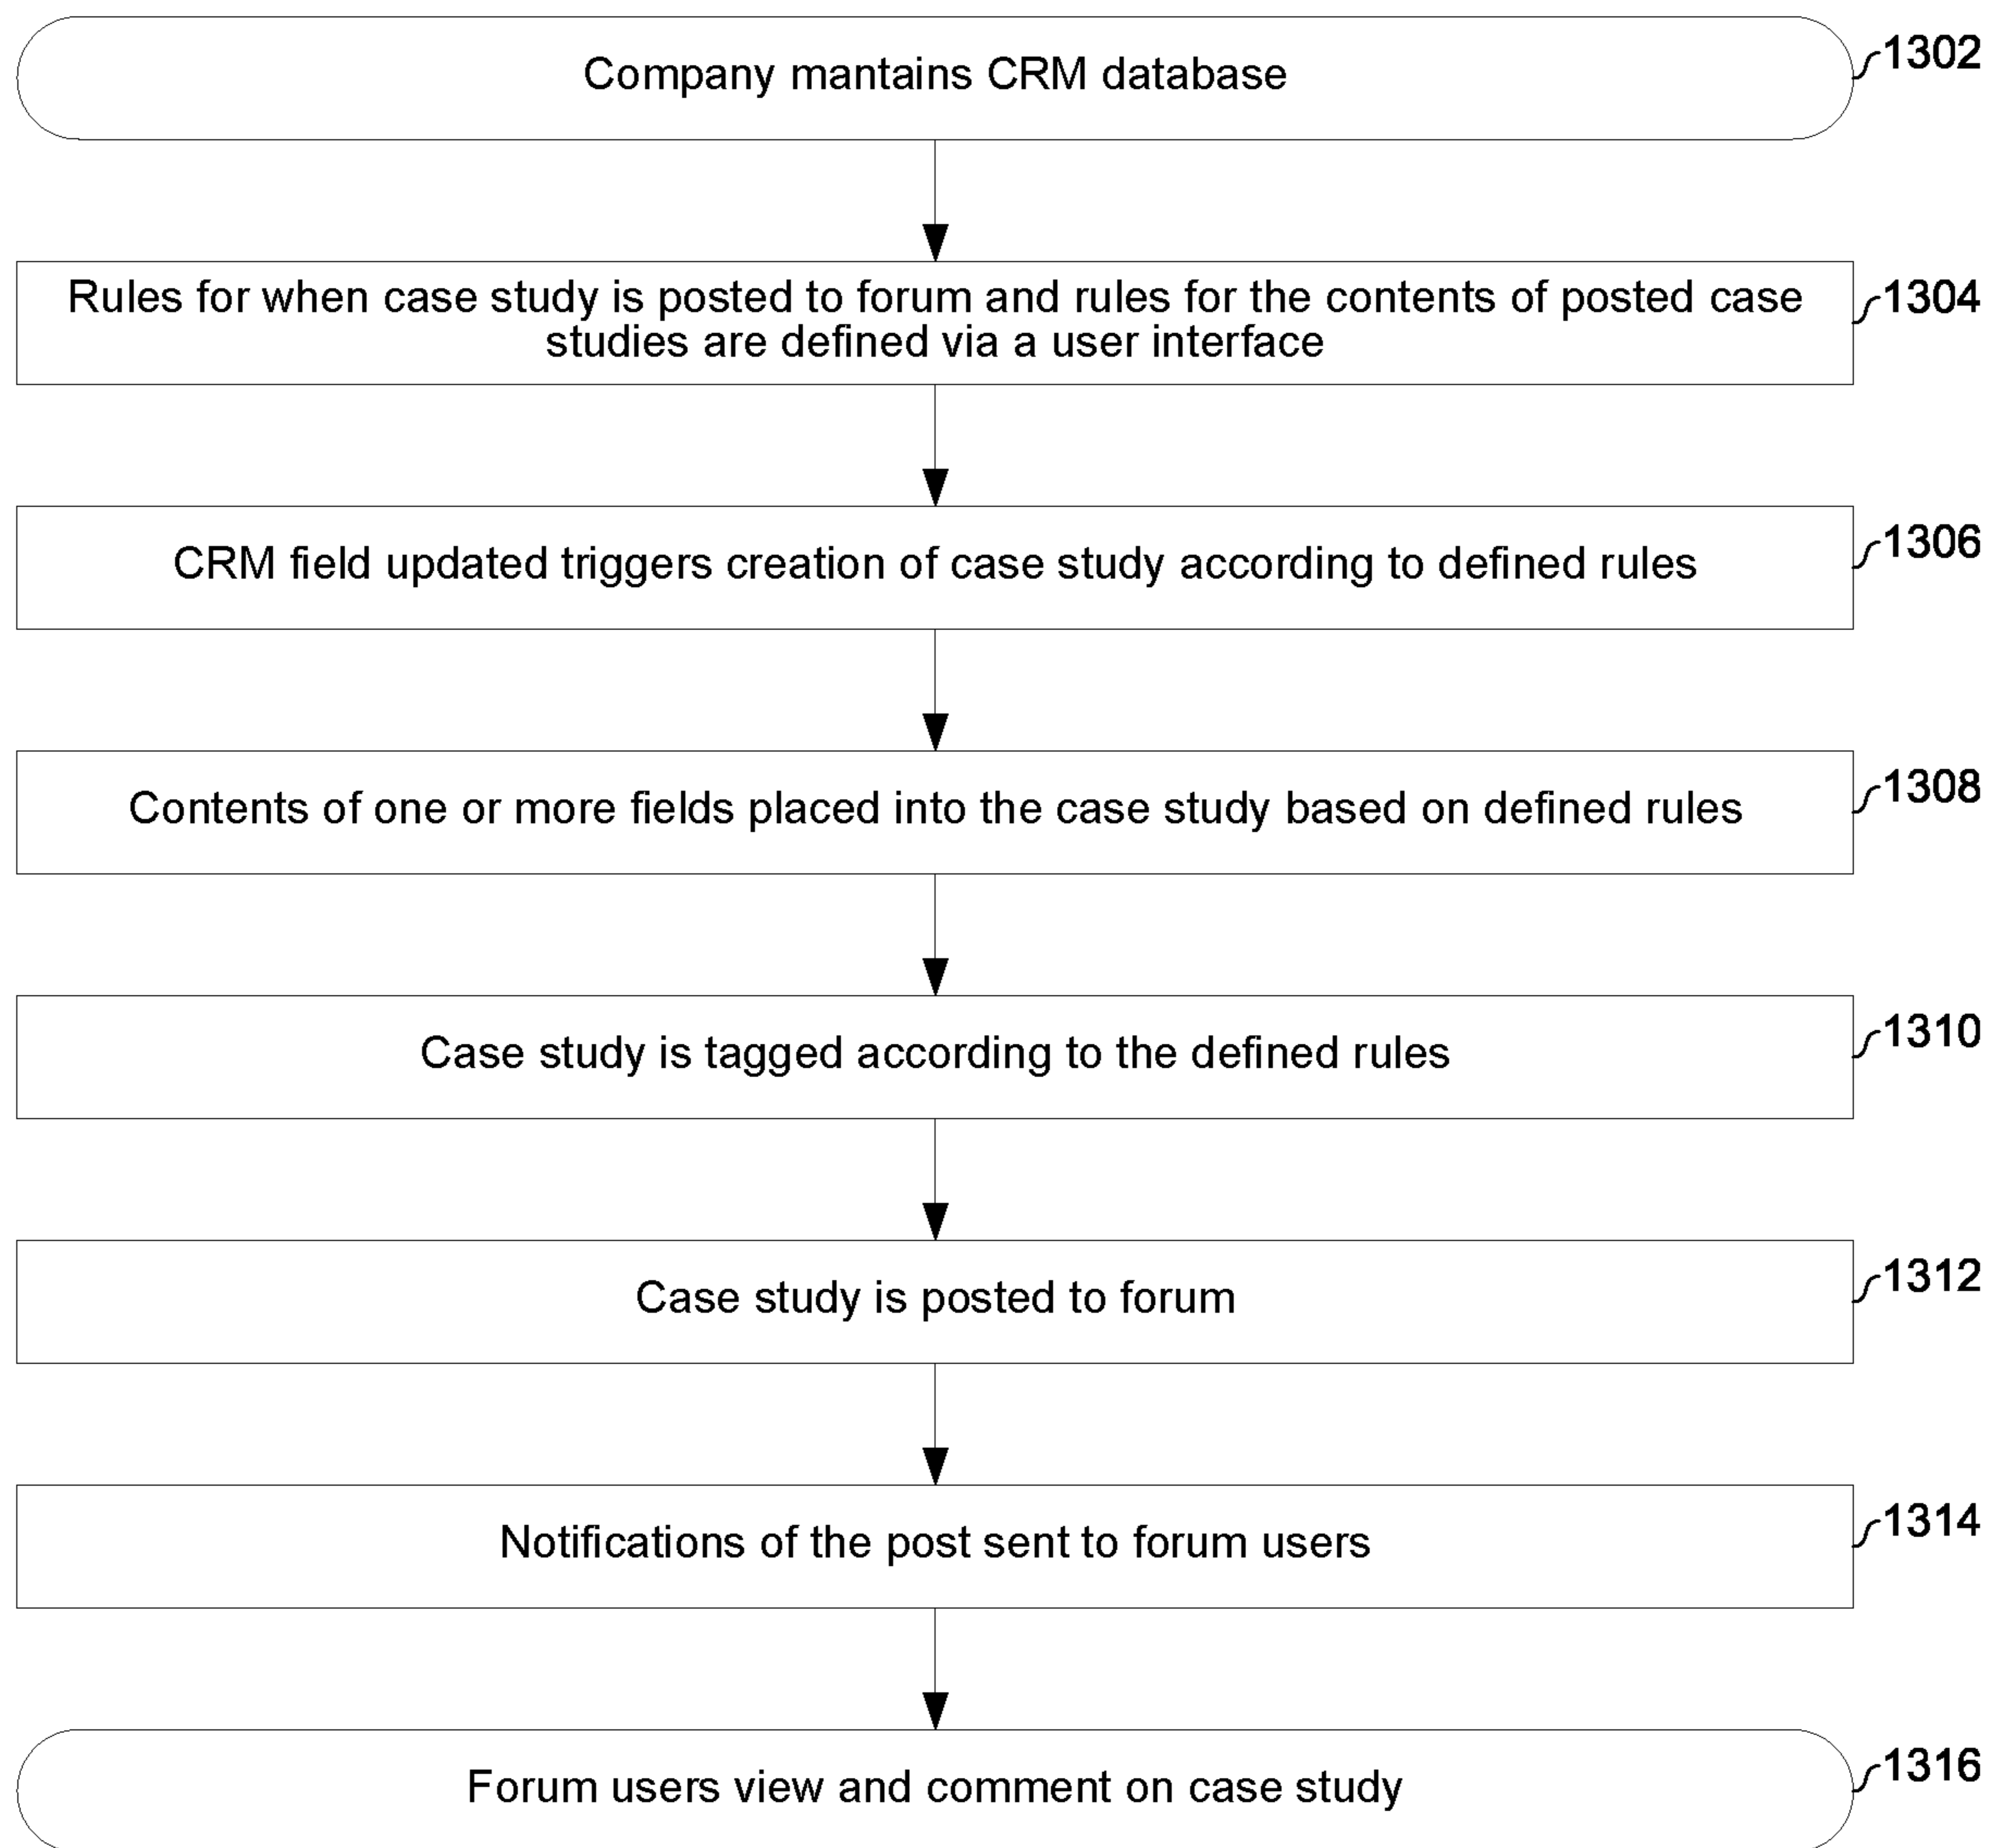 Company mantains CRM database
1302
Rules for when case study is posted to forum and rules for the contents of posted case
studies are defined via a user interface
1304
CRM field updated triggers creation of case study according to defined rules
1306
Contents of one or more fields placed into the case study based on defined rules
1308
Case study is tagged according to the defined rules
1310
Case study is posted to forum
1312
Notifications of the post sent to forum users
1314
Forum users view and comment on case study
1316